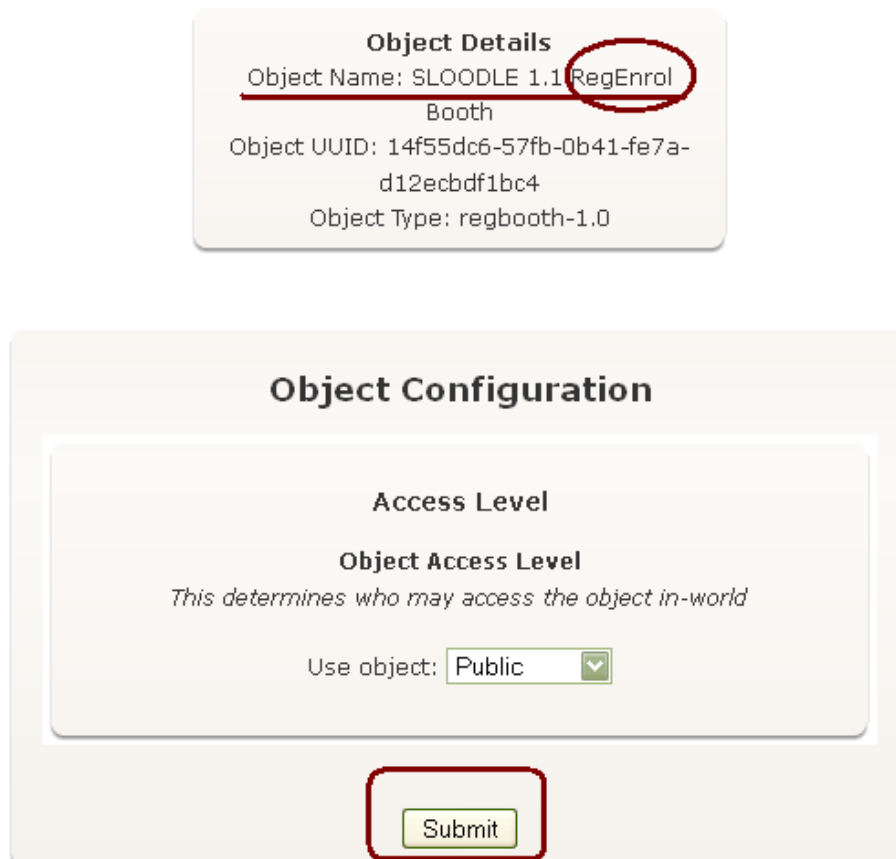 Object Details
Object Name: SLOODLE 1.1 RegEnrol
Booth
Object UUID: 14f55dc6-57fb-0b41-fe7a-
d12ecbdf1bc4
Object Type: regbooth-1.0
Object Configuration
Access Level
Object Access Level
This determines who may access the object in-world
Use object: Public
Submit